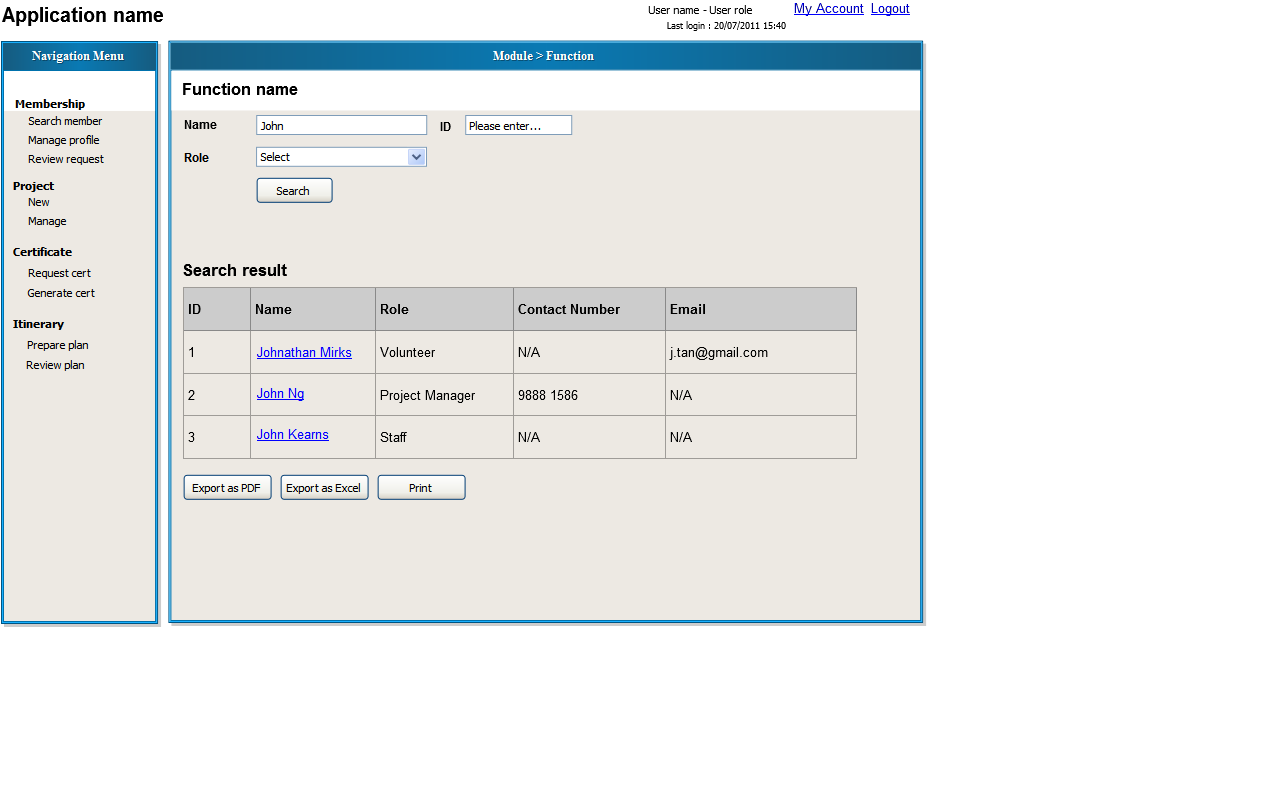 Application name
User name - User role
My Account Logout
Last login : 20/07/2011 15:40
Navigation Menu
Membership
Search member
Manage profile
Review request
Project
New
Manage
Certificate
Request cert
Generate cert
Itinerary
Prepare plan
Review plan
Module > Function
Function name
Name John ID Please enter...
Role Select
Search
Search result
ID Name Role Contact Number Email
1 Johnathan Mirks Volunteer N/A j.tan@gmail.com
2 John Ng Project Manager 9888 1586 N/A
3 John Kearns Staff N/A N/A
Export as PDF Export as Excel Print